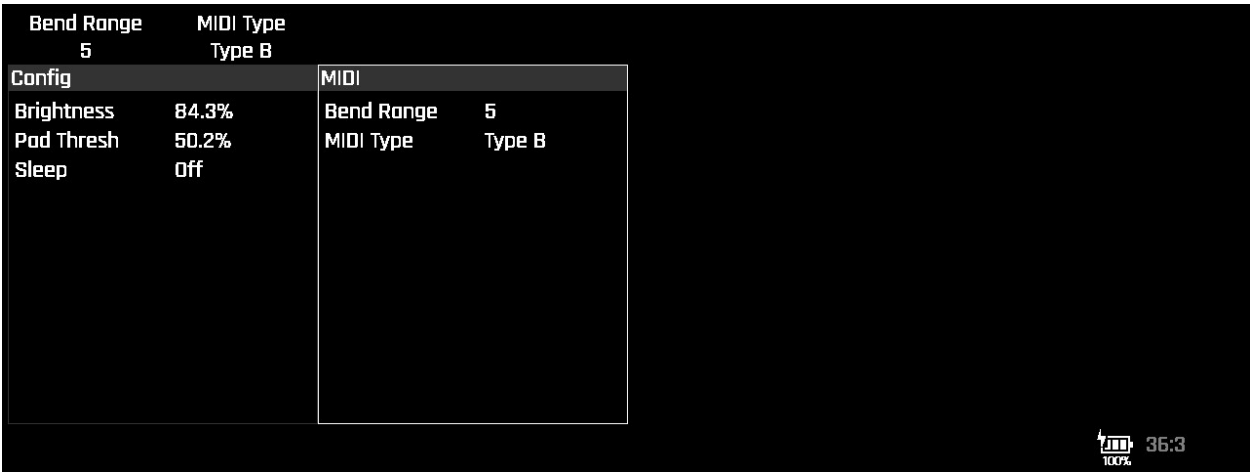 Bend Range MIDI Type
5 Type B
Config MIDI
Brightness 84.3% Bend Range 5
Pad Thresh 50.2% MIDI Type Type B
Sleep Off
36:3
100%